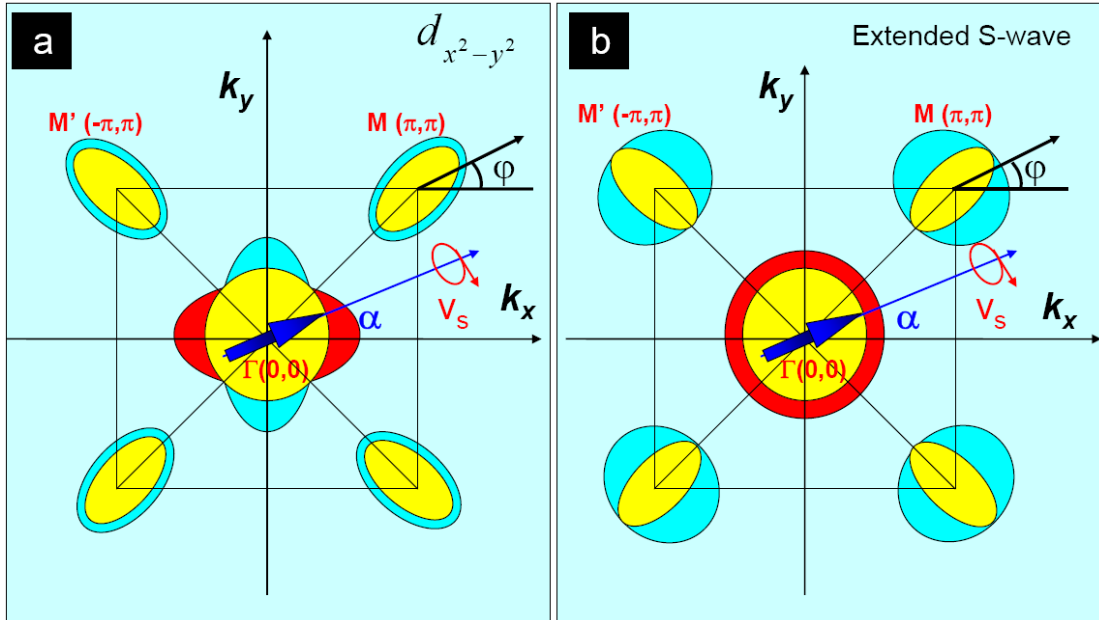 a
d x²−y²
k y
M' (-π,π)
M (π,π)
φ
V s
k x
α
Γ(0,0)
b
Extended S-wave
k y
M' (-π,π)
M (π,π)
φ
V s
k x
α
Γ(0,0)